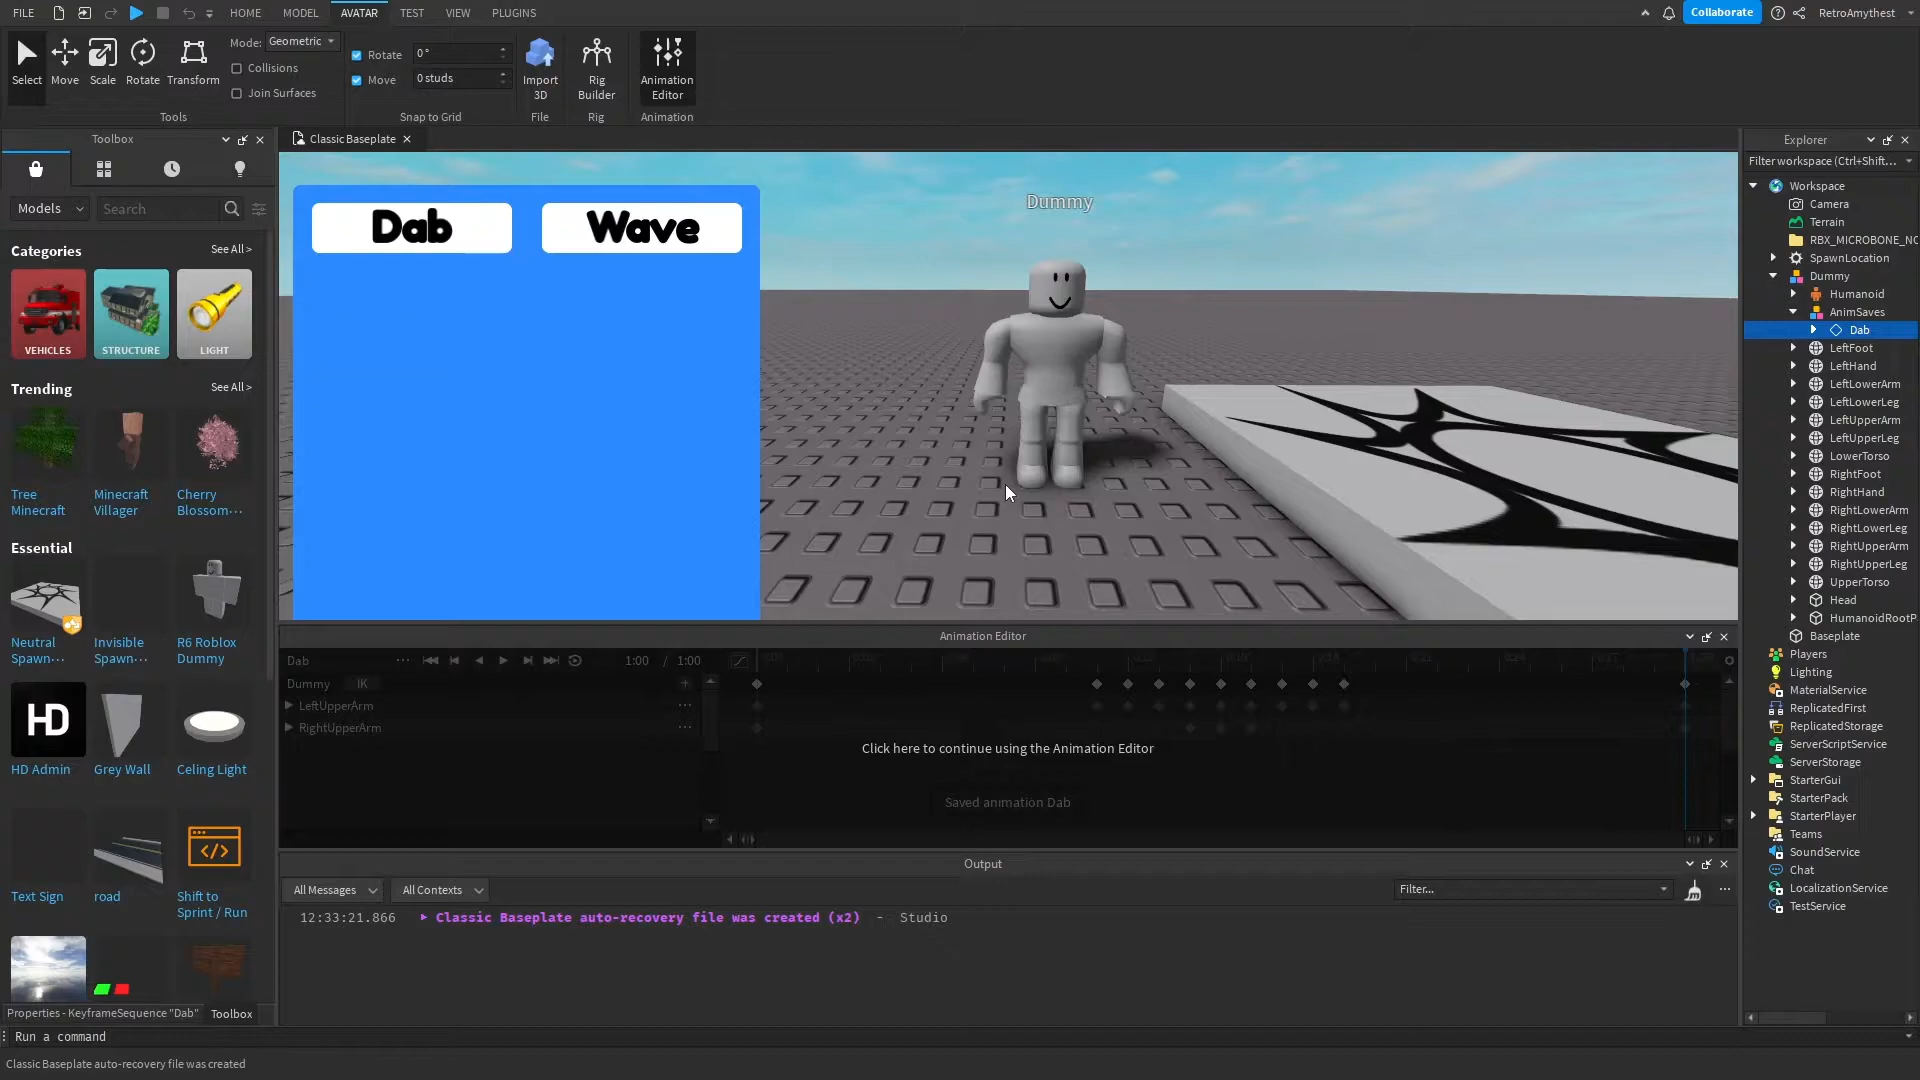 FILE
HOME
MODEL
AVATAR
TEST
VIEW
PLUGINS
Collaborate
RetroAmythest
Select
Move
Scale
Rotate
Transform
Mode:
Geometric
Collisions
Join Surfaces
Tools
Rotate
0 °
Move
0 studs
Snap to Grid
Import
3D
File
Rig
Builder
Rig
Animation
Editor
Animation
Toolbox
Models
Search
Categories
See All >
VEHICLES
STRUCTURE
LIGHT
Trending
See All >
Tree
Minecraft
Minecraft
Villager
Cherry
Blossom···
Essential
Neutral
Spawn···
Invisible
Spawn···
R6 Roblox
Dummy
HD
HD Admin
Grey Wall
Celing Light
Text Sign
road
Shift to
Sprint / Run
Properties - KeyframeSequence "Dab"
Toolbox
Run a command
Classic Baseplate auto-recovery file was created
Classic Baseplate
Dab
Wave
Dummy
Animation Editor
Dab
1:00 / 1:00
Dummy
IK
LeftUpperArm
RightUpperArm
Click here to continue using the Animation Editor
Saved animation Dab
Output
All Messages
All Contexts
Filter...
12:33:21.866
Classic Baseplate auto-recovery file was created (x2) - Studio
Explorer
Filter workspace (Ctrl+Shift...
Workspace
Camera
Terrain
RBX_MICROBONE_NO
SpawnLocation
Dummy
Humanoid
AnimSaves
Dab
LeftFoot
LeftHand
LeftLowerArm
LeftLowerLeg
LeftUpperArm
LeftUpperLeg
LowerTorso
RightFoot
RightHand
RightLowerArm
RightLowerLeg
RightUpperArm
RightUpperLeg
UpperTorso
Head
HumanoidRootP
Baseplate
Players
Lighting
MaterialService
ReplicatedFirst
ReplicatedStorage
ServerScriptService
ServerStorage
StarterGui
StarterPack
StarterPlayer
Teams
SoundService
Chat
LocalizationService
TestService